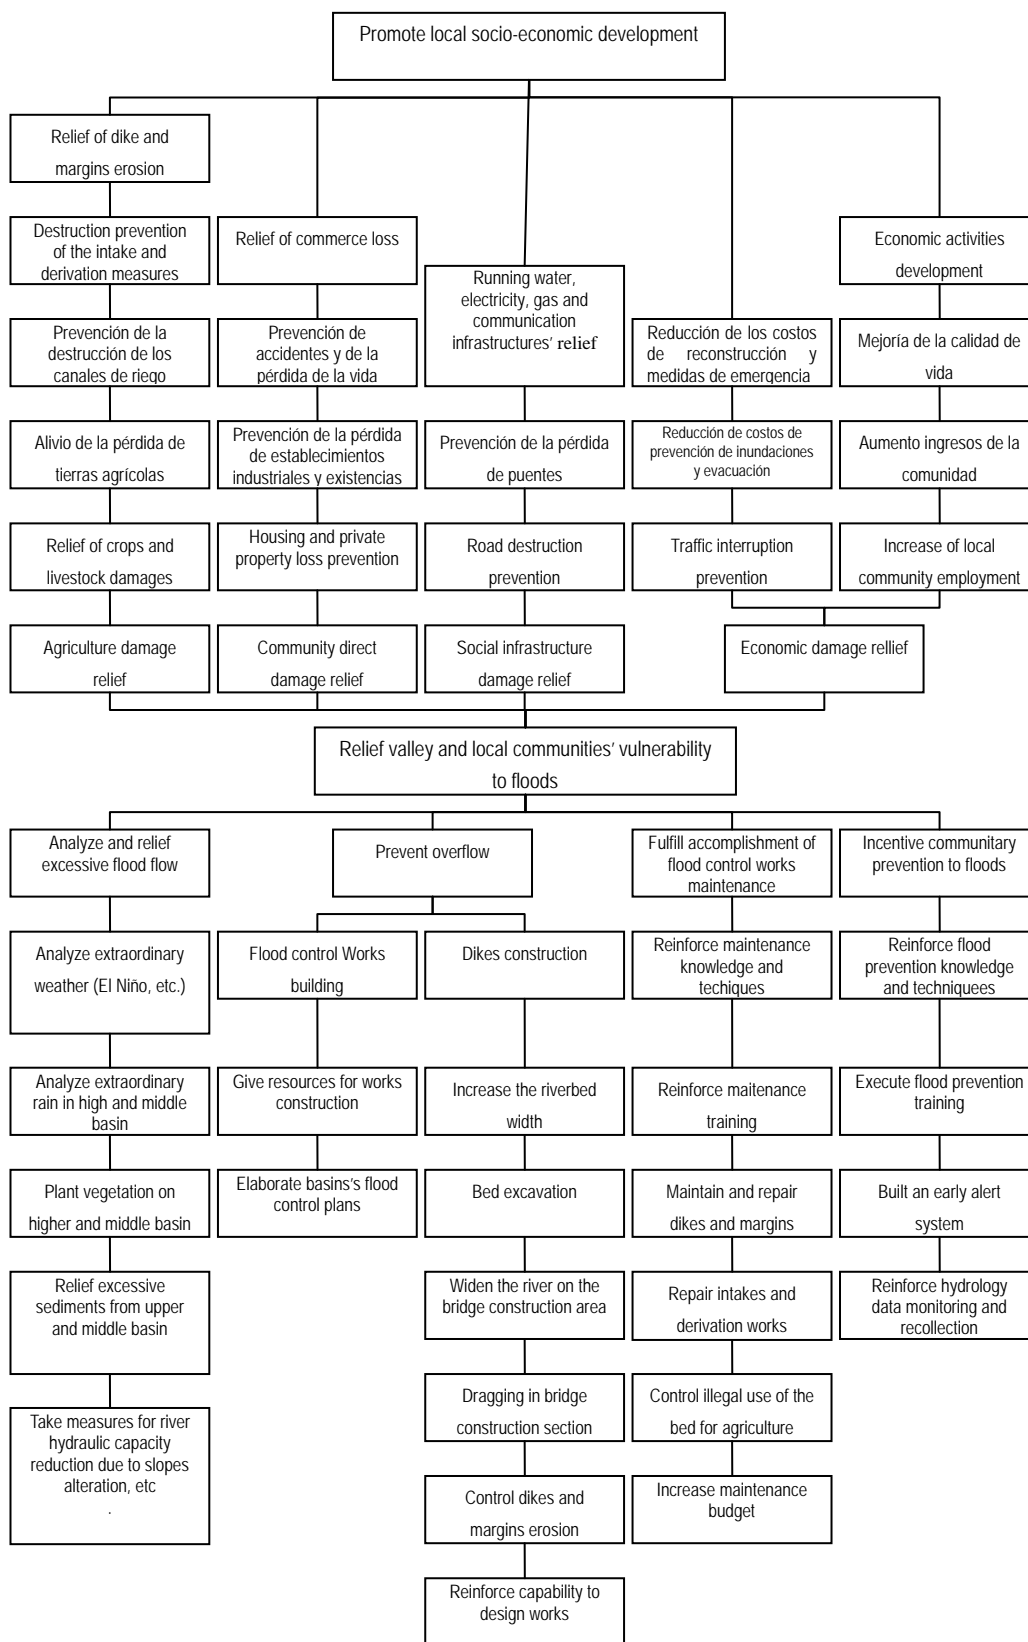 Promote local socio-economic development
Relief of dike and
margins erosion
Destruction prevention
of the intake and
derivation measures
Relief of commerce loss
Economic activities
development
Running water,
electricity, gas and
communication
infrastructures' relief
Prevención de la
destrucción de los
canales de riego
Prevención de
accidentes y de la
pérdida de la vida
Reducción de los costos
de reconstrucción y
medidas de emergencia
Mejoría de la calidad de
vida
Alivio de la pérdida de
tierras agrícolas
Prevención de la pérdida
de establecimientos
industriales y existencias
Prevención de la pérdida
de puentes
Reducción de costos de
prevención de inundaciones
y evacuación
Aumento ingresos de la
comunidad
Relief of crops and
livestock damages
Housing and private
property loss prevention
Road destruction
prevention
Traffic interruption
prevention
Increase of local
community employment
Agriculture damage
relief
Community direct
damage relief
Social infrastructure
damage relief
Economic damage rellief
Relief valley and local communities' vulnerability
to floods
Analyze and relief
excessive flood flow
Prevent overflow
Fulfill accomplishment of
flood control works
maintenance
Incentive communitary
prevention to floods
Analyze extraordinary
weather (El Niño, etc.)
Flood control Works
building
Dikes construction
Reinforce maintenance
knowledge and
techiques
Reinforce flood
prevention knowledge
and techniquees
Analyze extraordinary
rain in high and middle
basin
Give resources for works
construction
Increase the riverbed
width
Reinforce maitenance
training
Execute flood prevention
training
Plant vegetation on
higher and middle basin
Elaborate basins's flood
control plans
Bed excavation
Maintain and repair
dikes and margins
Built an early alert
system
Relief excessive
sediments from upper
and middle basin
Widen the river on the
bridge construction area
Repair intakes and
derivation works
Reinforce hydrology
data monitoring and
recollection
Take measures for river
hydraulic capacity
reduction due to slopes
alteration, etc
.
Dragging in bridge
construction section
Control illegal use of the
bed for agriculture
Control dikes and
margins erosion
Increase maintenance
budget
Reinforce capability to
design works